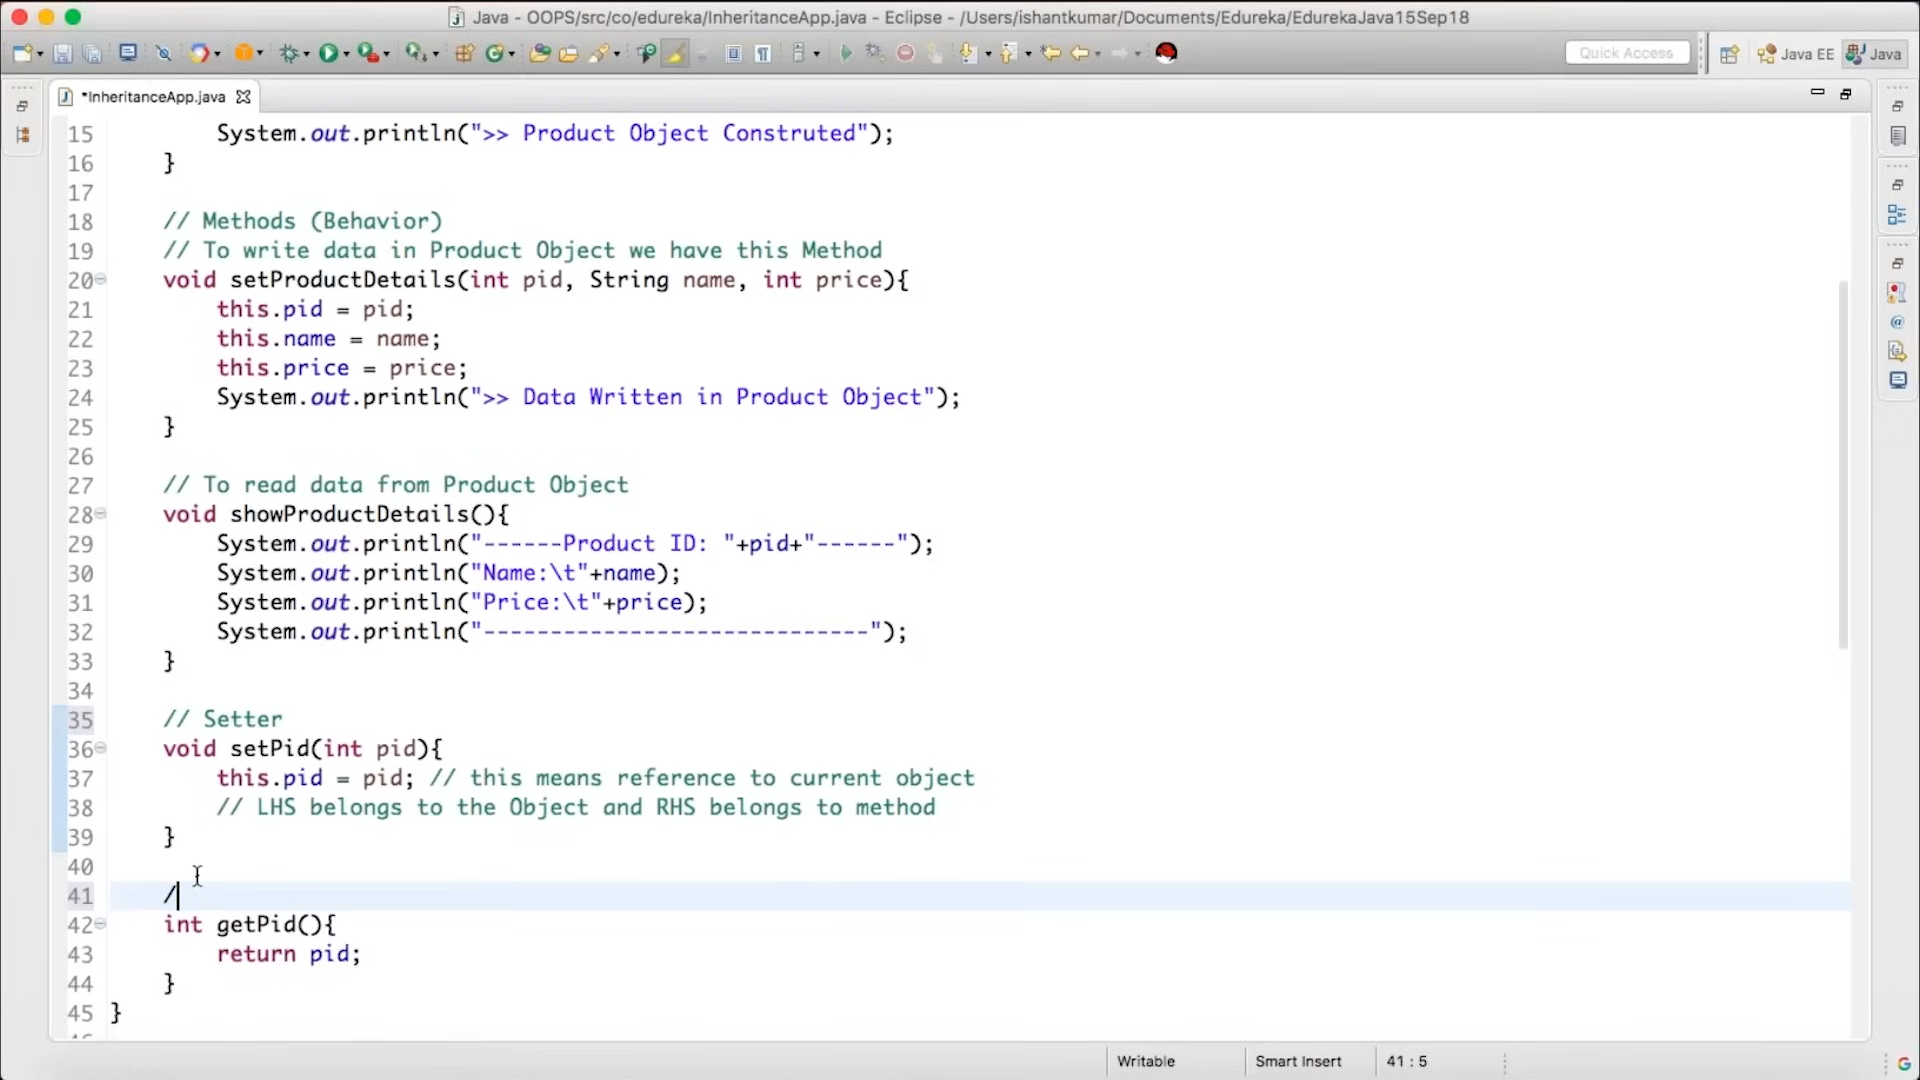 Java - OOPS/src/co/edureka/InheritanceApp.java - Eclipse - /Users/ishantkumar/Documents/Edureka/EdurekaJava15Sep18
Quick Access
Java EE
Java
*InheritanceApp.java
15 System.out.println(">> Product Object Construted");
16 }
17
18 // Methods (Behavior)
19 // To write data in Product Object we have this Method
20 void setProductDetails(int pid, String name, int price){
21 this.pid = pid;
22 this.name = name;
23 this.price = price;
24 System.out.println(">> Data Written in Product Object");
25 }
26
27 // To read data from Product Object
28 void showProductDetails(){
29 System.out.println("------Product ID: "+pid+"------");
30 System.out.println("Name:\t"+name);
31 System.out.println("Price:\t"+price);
32 System.out.println("-----------------------------");
33 }
34
35 // Setter
36 void setPid(int pid){
37 this.pid = pid; // this means reference to current object
38 // LHS belongs to the Object and RHS belongs to method
39 }
40
41 /
42 int getPid(){
43 return pid;
44 }
45 }
Writable
Smart Insert
41 : 5